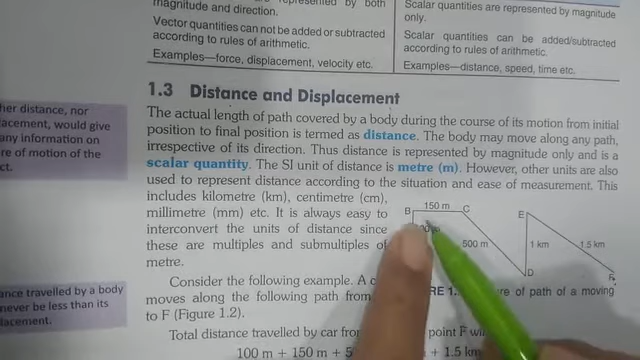 magnitude and direction.
Vector quantities can not be added or subtracted
according to rules of arithmetic.
Examples—force, displacement, velocity etc.
Scalar quantities are represented by magnitude
only.
Scalar quantities can be added/subtracted
according to rules of arithmetic.
Examples—distance, speed, time etc.
her distance, nor
lacement, would give
any information on
re of motion of the
ct.
1.3 Distance and Displacement
The actual length of path covered by a body during the course of its motion from initial
position to final position is termed as distance. The body may move along any path,
irrespective of its direction. Thus distance is represented by magnitude only and is a
scalar quantity. The SI unit of distance is metre (m). However, other units are also
used to represent distance according to the situation and ease of measurement. This
includes kilometre (km), centimetre (cm),
millimetre (mm) etc. It is always easy to
interconvert the units of distance since
these are multiples and submultiples of
metre.
B 150 m C
500 m
E
1 km
1.5 km
D
F
re of path of a moving
ance travelled by a body
never be less than its
lacement.
Consider the following example. A
moves along the following path from
to F (Figure 1.2).
Total distance travelled by car point F
100 m + 150 m + + 1.5 km